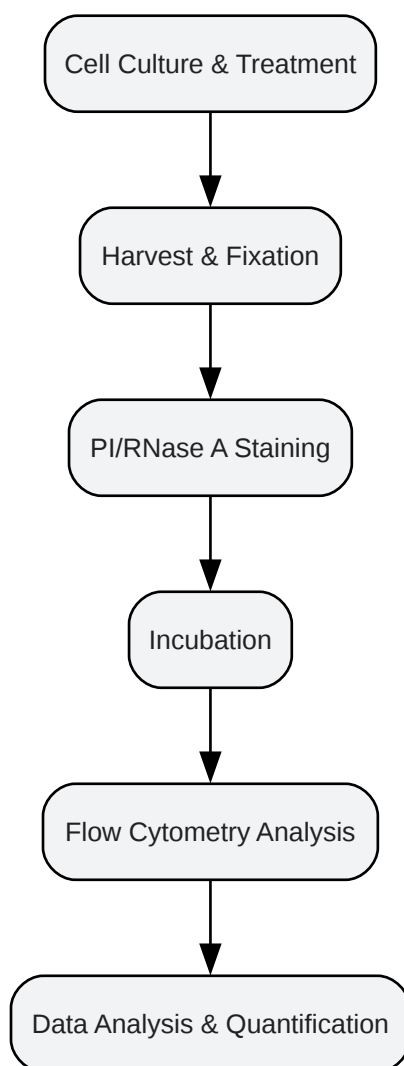 Cell Culture & Treatment
Harvest & Fixation
PI/RNase A Staining
Incubation
Flow Cytometry Analysis
Data Analysis & Quantification